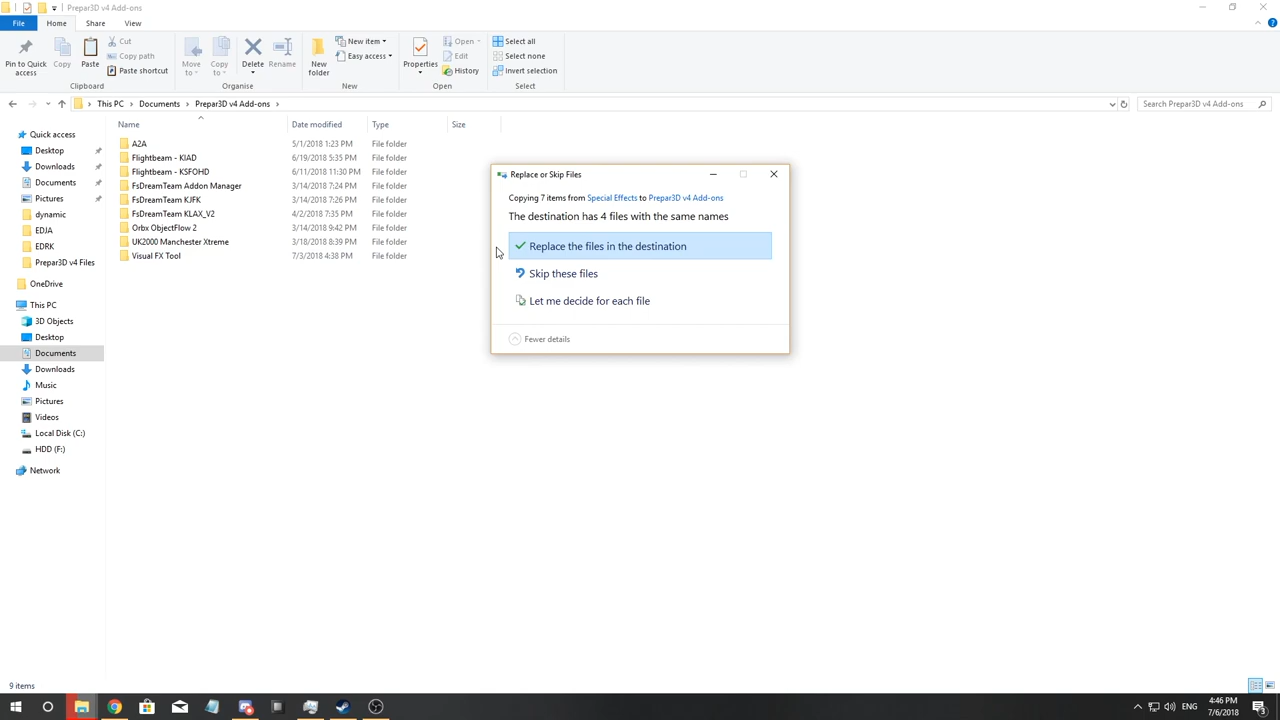 Prepar3D v4 Add-ons
File Home Share View
Pin to Quick access
Copy
Paste
Cut
Copy path
Paste shortcut
Clipboard
Move to
Copy to
Delete
Rename
Organise
New folder
New item
Easy access
New
Properties
Open
Edit
History
Open
Select all
Select none
Invert selection
Select
This PC > Documents > Prepar3D v4 Add-ons >
Search Prepar3D v4 Add-ons
Name Date modified Type Size
A2A 5/1/2018 1:23 PM File folder
Flightbeam - KIAD 6/19/2018 5:35 PM File folder
Flightbeam - KSFOHD 6/11/2018 11:30 PM File folder
FsDreamTeam Addon Manager 3/14/2018 7:24 PM File folder
FsDreamTeam KJFK 3/14/2018 7:26 PM File folder
FsDreamTeam KLAX_V2 4/2/2018 7:35 PM File folder
Orbx ObjectFlow 2 3/14/2018 9:42 PM File folder
UK2000 Manchester Xtreme 3/18/2018 8:39 PM File folder
Visual FX Tool 7/3/2018 4:38 PM File folder
Quick access
Desktop
Downloads
Documents
Pictures
dynamic
EDJA
EDRK
Prepar3D v4 Files
OneDrive
This PC
3D Objects
Desktop
Documents
Downloads
Music
Pictures
Videos
Local Disk (C:)
HDD (F:)
Network
Replace or Skip Files
Copying 7 items from Special Effects to Prepar3D v4 Add-ons
The destination has 4 files with the same names
Replace the files in the destination
Skip these files
Let me decide for each file
Fewer details
9 items
ENG
4:46 PM
7/6/2018
3